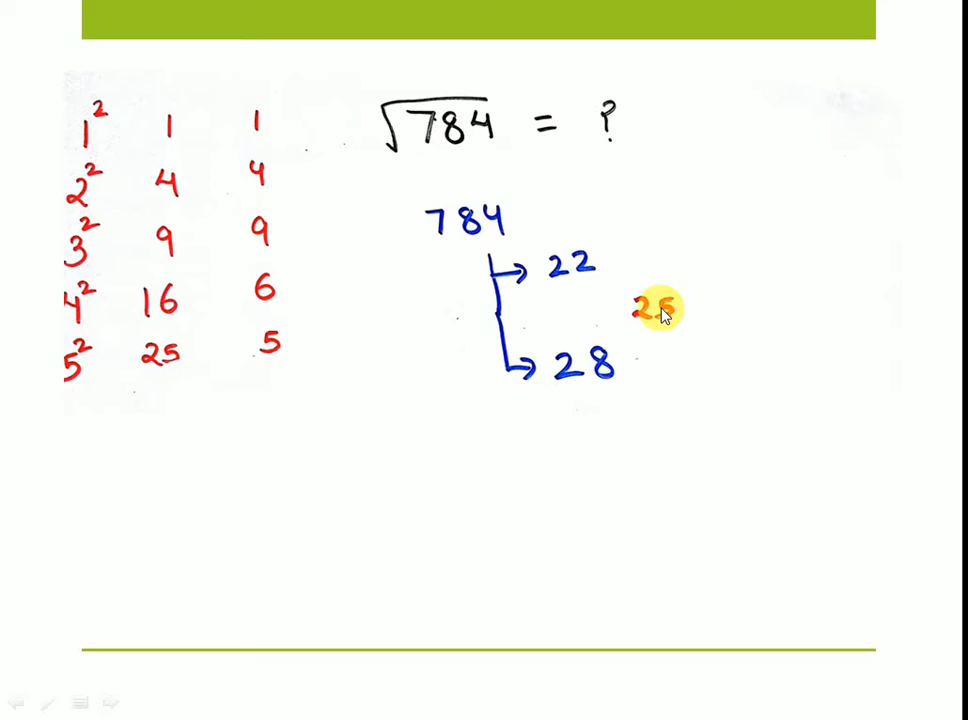 1² 1 1
2² 4 4
3² 9 9
4² 16 6
5² 25 5
√784 = ?
784
22
25
28